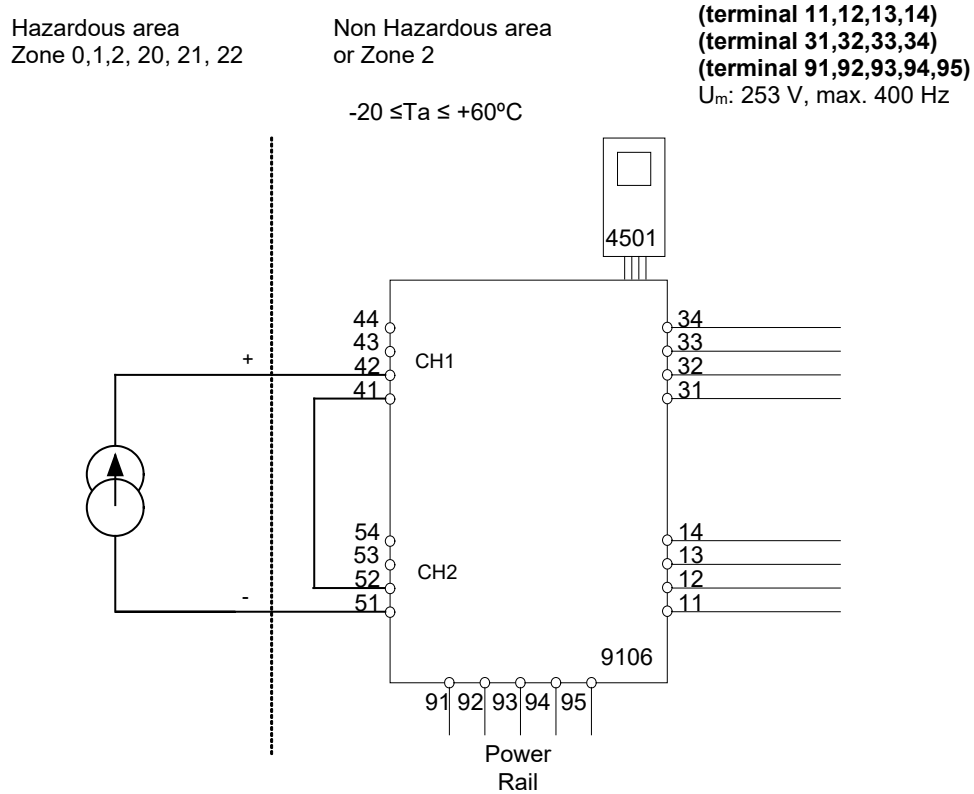 Hazardous area
Zone 0,1,2, 20, 21, 22
Non Hazardous area
or Zone 2
-20 ≤Ta ≤ +60ºC
(terminal 11,12,13,14)
(terminal 31,32,33,34)
(terminal 91,92,93,94,95)
Um: 253 V, max. 400 Hz
4501
44
43
42
41
+
CH1
34
33
32
31
54
53
52
51
-
CH2
14
13
12
11
9106
91 92 93 94 95
Power
Rail